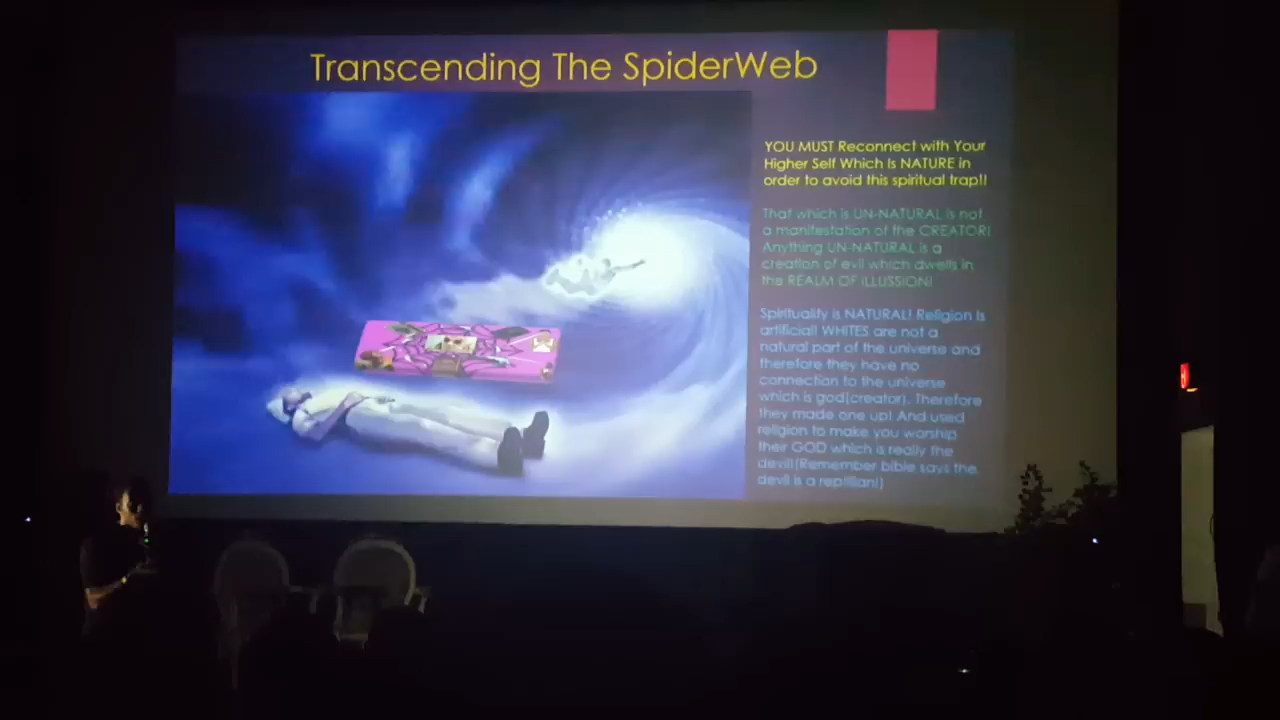 Transcending The SpiderWeb
YOU MUST Reconnect with Your
Higher Self Which Is NATURE in
order to avoid this spiritual trap!!
That which is UN-NATURAL is not
a manifestation of the CREATOR!
Anything UN-NATURAL is a
creation of evil which dwells in
the REALM OF ILLUSSION!
Spirituality is NATURAL! Religion is
artificial! WHITES are not a
natural part of the universe and
therefore they have no
connection to the universe
which is god(creator). Therefore
they made one up! And used
religion to make you worship
their GOD which is really the
devil!(Remember bible says the
devil is a reptilian!)